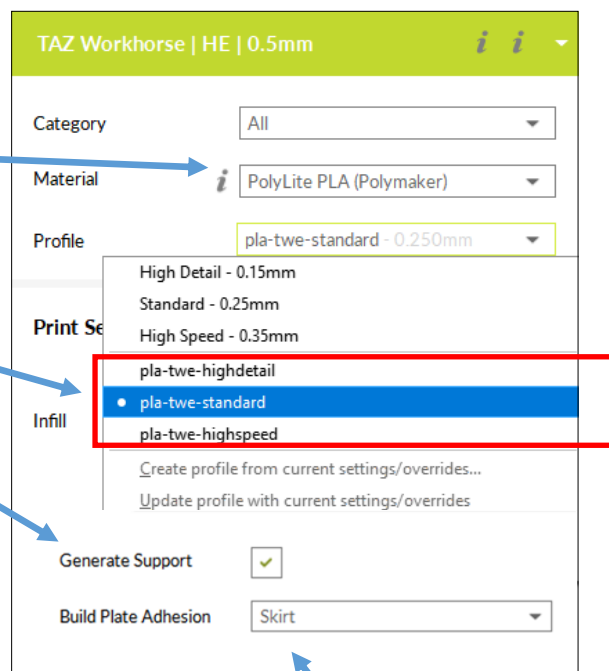 TAZ Workhorse | HE | 0.5mm i i
Category All
Material i PolyLite PLA (Polymaker)
Profile pla-twe-standard - 0.250mm
High Detail - 0.15mm
Standard - 0.25mm
Print Se
High Speed - 0.35mm
pla-twe-highdetail
pla-twe-standard
Infill
pla-twe-highspeed
Create profile from current settings/overrides...
Update profile with current settings/overrides
Generate Support
Build Plate Adhesion Skirt